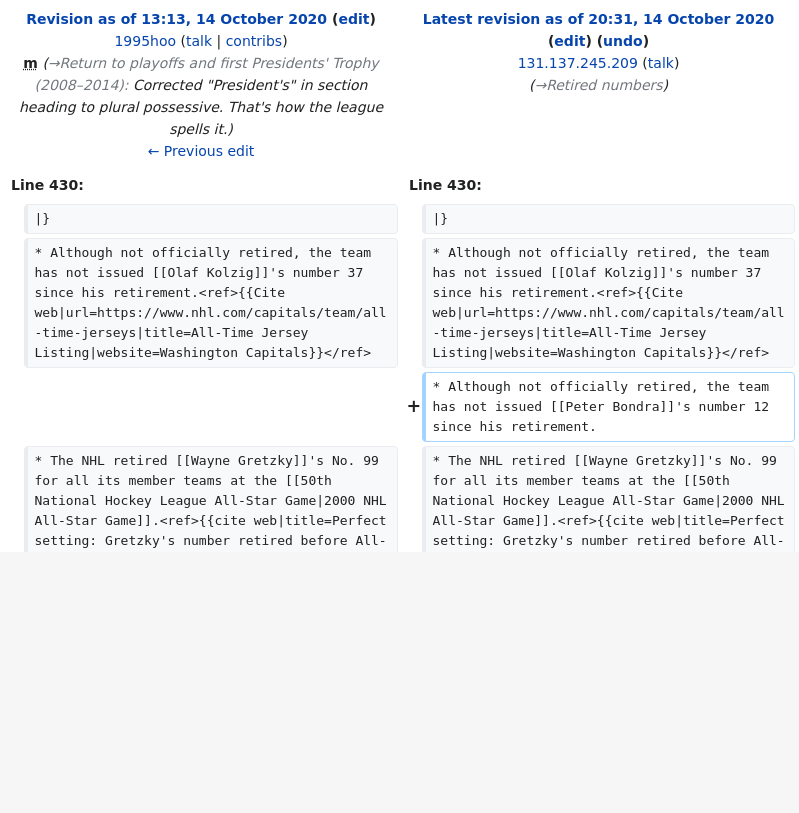 Revision as of 13:13, 14 October 2020 (edit)
1995hoo (talk | contribs)
m (→Return to playoffs and first Presidents' Trophy
(2008–2014): Corrected "President's" in section
heading to plural possessive. That's how the league
spells it.)
← Previous edit
Latest revision as of 20:31, 14 October 2020
(edit) (undo)
131.137.245.209 (talk)
(→Retired numbers)
Line 430:
Line 430:
|}
|}
* Although not officially retired, the team
has not issued [[Olaf Kolzig]]'s number 37
since his retirement.<ref>{{Cite
web|url=https://www.nhl.com/capitals/team/all
-time-jerseys|title=All-Time Jersey
Listing|website=Washington Capitals}}</ref>
* Although not officially retired, the team
has not issued [[Olaf Kolzig]]'s number 37
since his retirement.<ref>{{Cite
web|url=https://www.nhl.com/capitals/team/all
-time-jerseys|title=All-Time Jersey
Listing|website=Washington Capitals}}</ref>
+
* Although not officially retired, the team
has not issued [[Peter Bondra]]'s number 12
since his retirement.
* The NHL retired [[Wayne Gretzky]]'s No. 99
for all its member teams at the [[50th
National Hockey League All-Star Game|2000 NHL
All-Star Game]].<ref>{{cite web|title=Perfect
setting: Gretzky's number retired before All-
* The NHL retired [[Wayne Gretzky]]'s No. 99
for all its member teams at the [[50th
National Hockey League All-Star Game|2000 NHL
All-Star Game]].<ref>{{cite web|title=Perfect
setting: Gretzky's number retired before All-